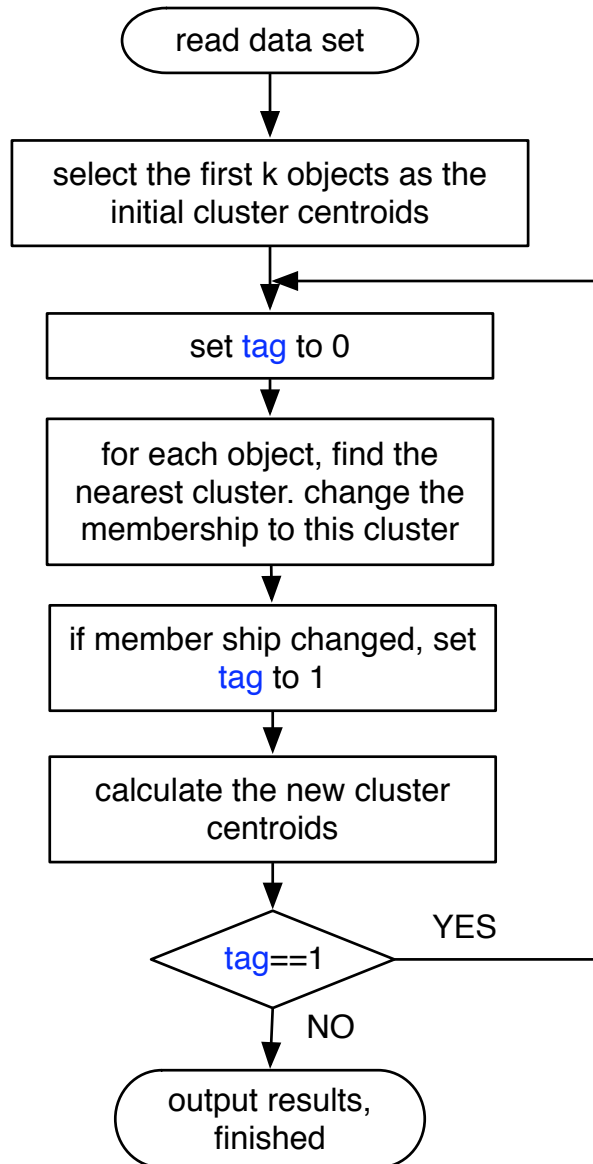 read data set
select the first k objects as the
initial cluster centroids
set tag to 0
for each object, find the
nearest cluster. change the
membership to this cluster
if member ship changed, set
tag to 1
calculate the new cluster
centroids
YES
tag==1
NO
output results,
finished